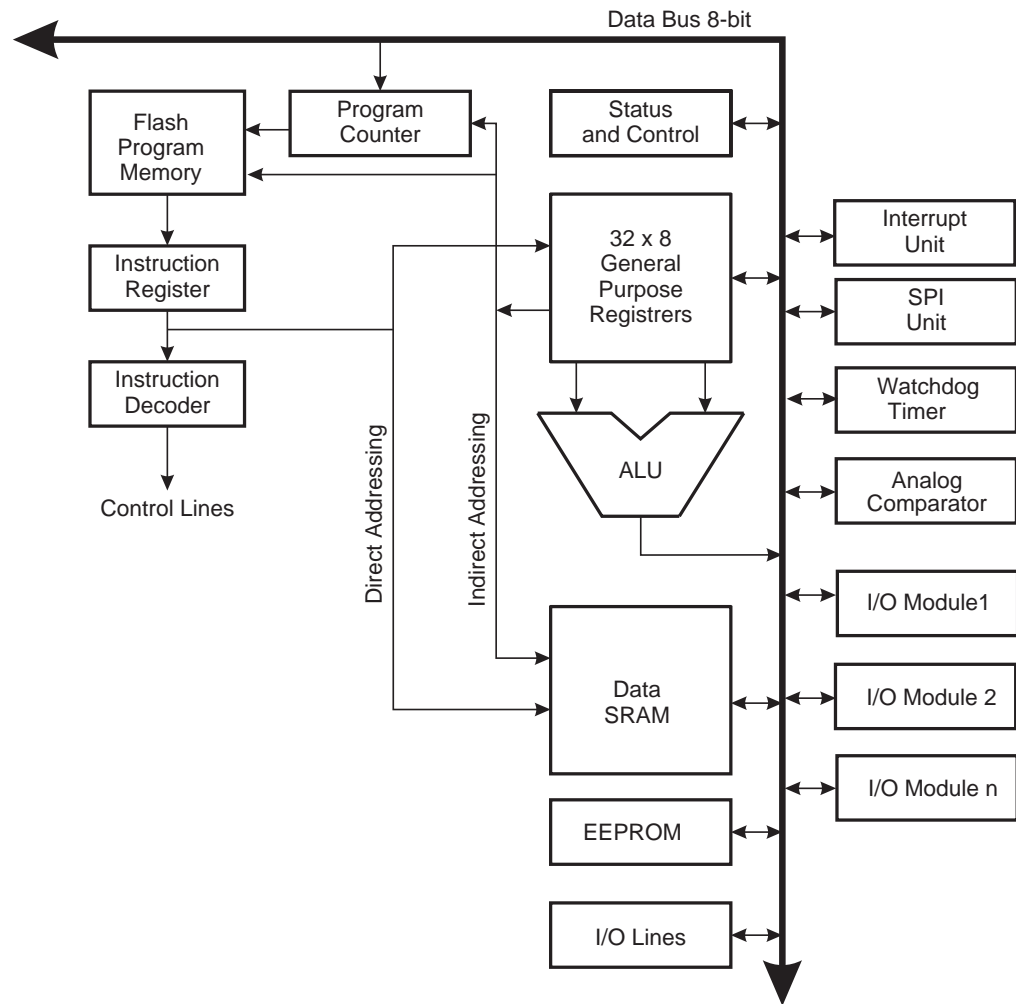 Data Bus 8-bit
Flash
Program
Memory
Program
Counter
Status
and Control
Interrupt
Unit
32 x 8
General
Purpose
Registrers
Instruction
Register
SPI
Unit
Instruction
Decoder
Watchdog
Timer
Direct Addressing
Indirect Addressing
ALU
Analog
Comparator
Control Lines
I/O Module1
Data
SRAM
I/O Module 2
I/O Module n
EEPROM
I/O Lines